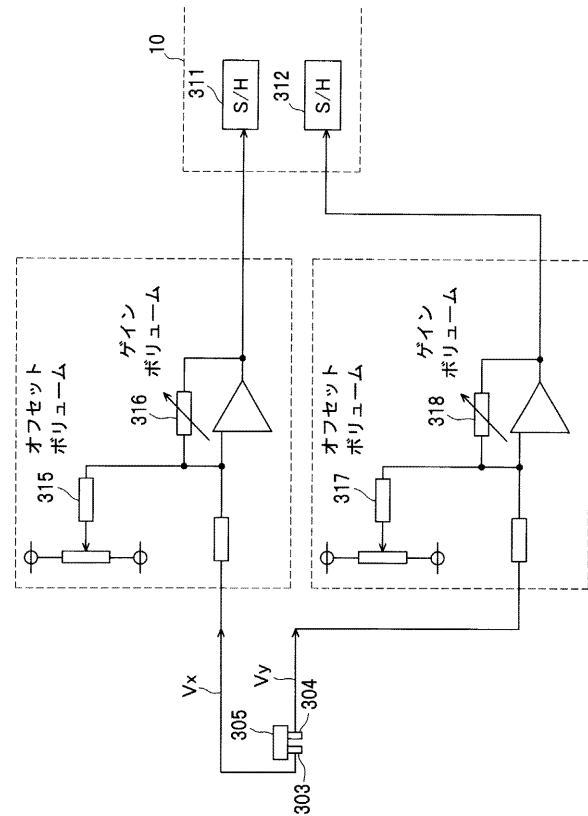 10
311
S/H
312
S/H
オフセット
ボリューム
315
ゲイン
ボリューム
316
オフセット
ボリューム
317
ゲイン
ボリューム
318
Vx
Vy
305
304
303